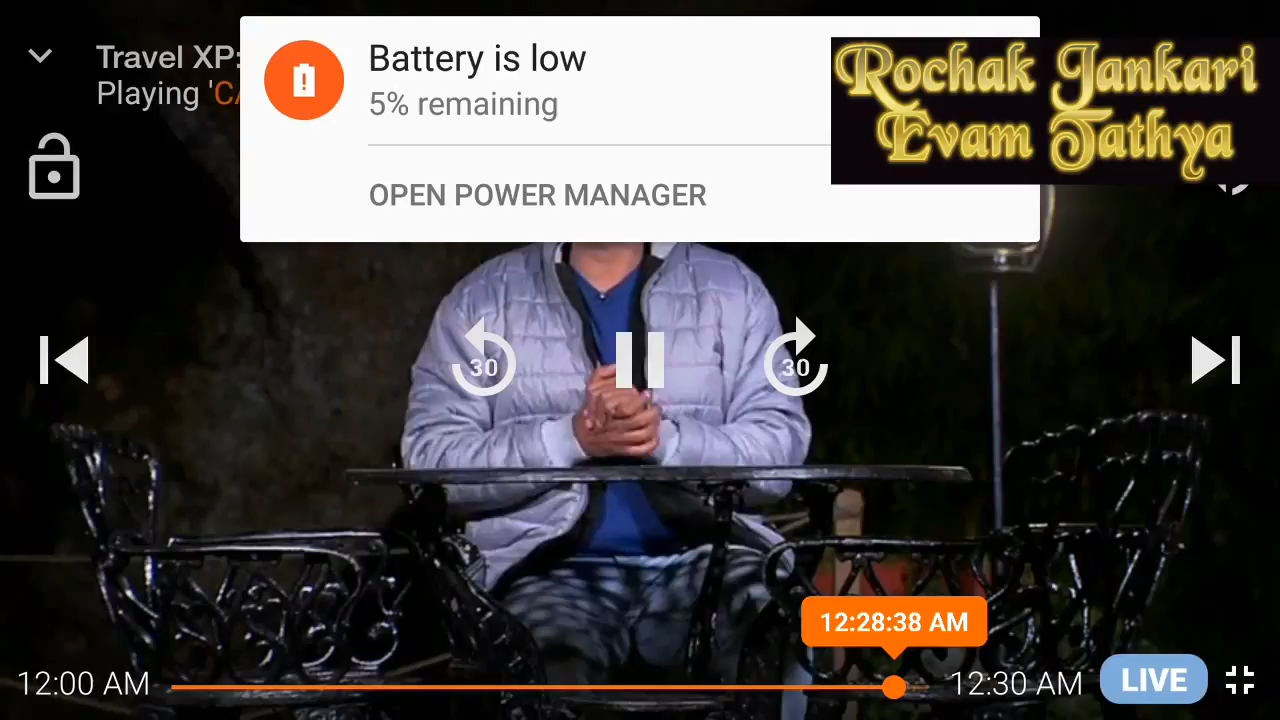 Travel XP:
Playing 'CA
Battery is low
5% remaining
OPEN POWER MANAGER
Rochak Jankari
Evam Tathya
30
30
12:28:38 AM
12:00 AM
12:30 AM
LIVE